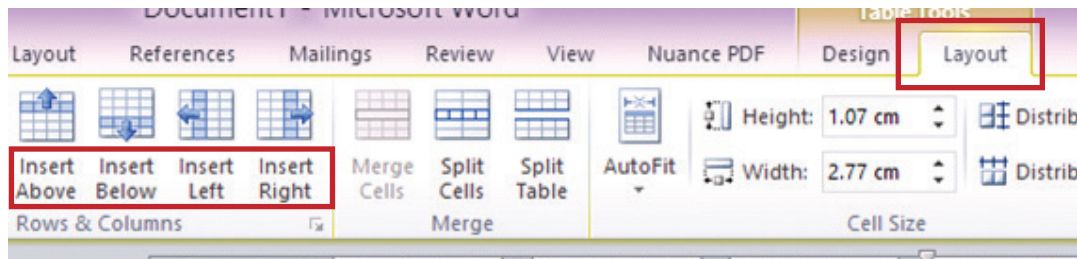 Document1 - Microsoft Word
Table Tools
Layout References Mailings Review View Nuance PDF Design Layout
Insert Above
Insert Below
Insert Left
Insert Right
Merge Cells
Split Cells
Split Table
AutoFit
Height: 1.07 cm
Distrib
Width: 2.77 cm
Distrib
Rows & Columns
Merge
Cell Size